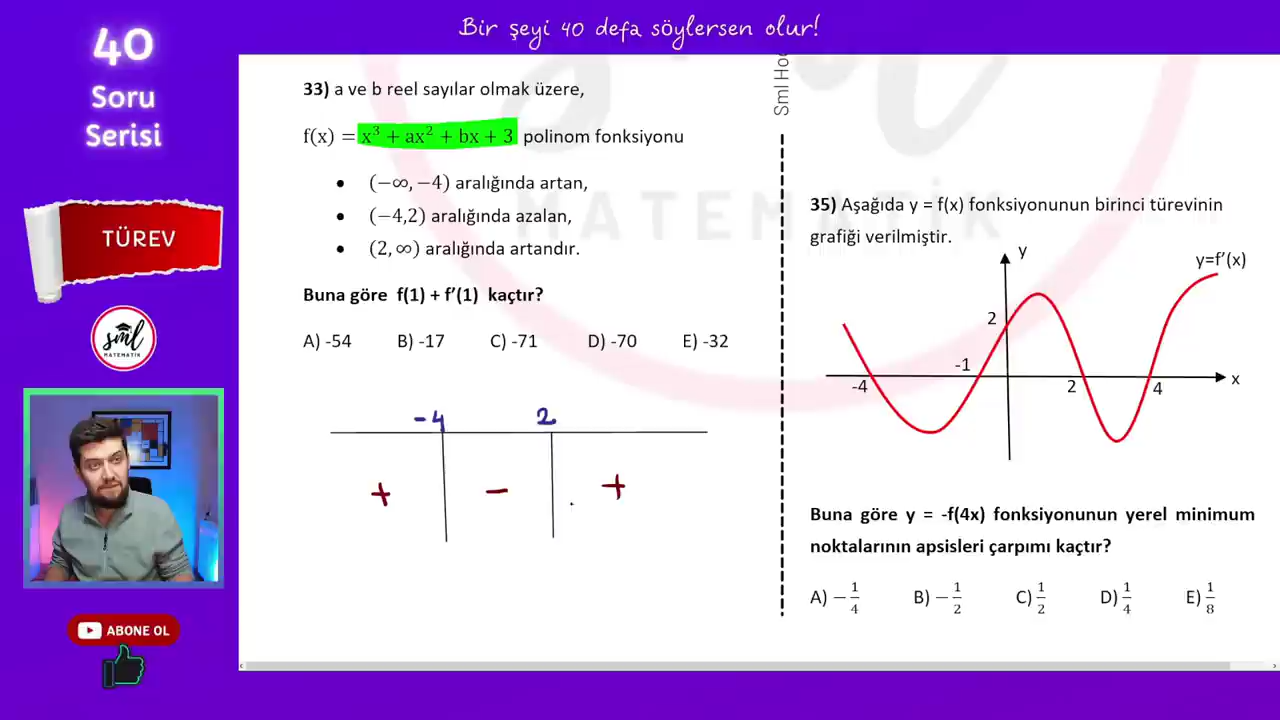 Bir şeyi 40 defa söylersen olur!
40
Soru
Serisi
TÜREV
sml
MATEMATİK
ABONE OL
33) a ve b reel sayılar olmak üzere,
f(x) = x³ + ax² + bx + 3 polinom fonksiyonu
• (−∞, −4) aralığında artan,
• (−4,2) aralığında azalan,
• (2, ∞) aralığında artandır.
Buna göre f(1) + f'(1) kaçtır?
A) -54 B) -17 C) -71 D) -70 E) -32
-4 2
+ - +
MATEMATİK
Sml Ho
35) Aşağıda y = f(x) fonksiyonunun birinci türevinin
grafiği verilmiştir.
y
y=f'(x)
2
-1
-4 2 4 x
Buna göre y = -f(4x) fonksiyonunun yerel minimum
noktalarının apsisleri çarpımı kaçtır?
A) −1/4 B) −1/2 C) 1/2 D) 1/4 E) 1/8